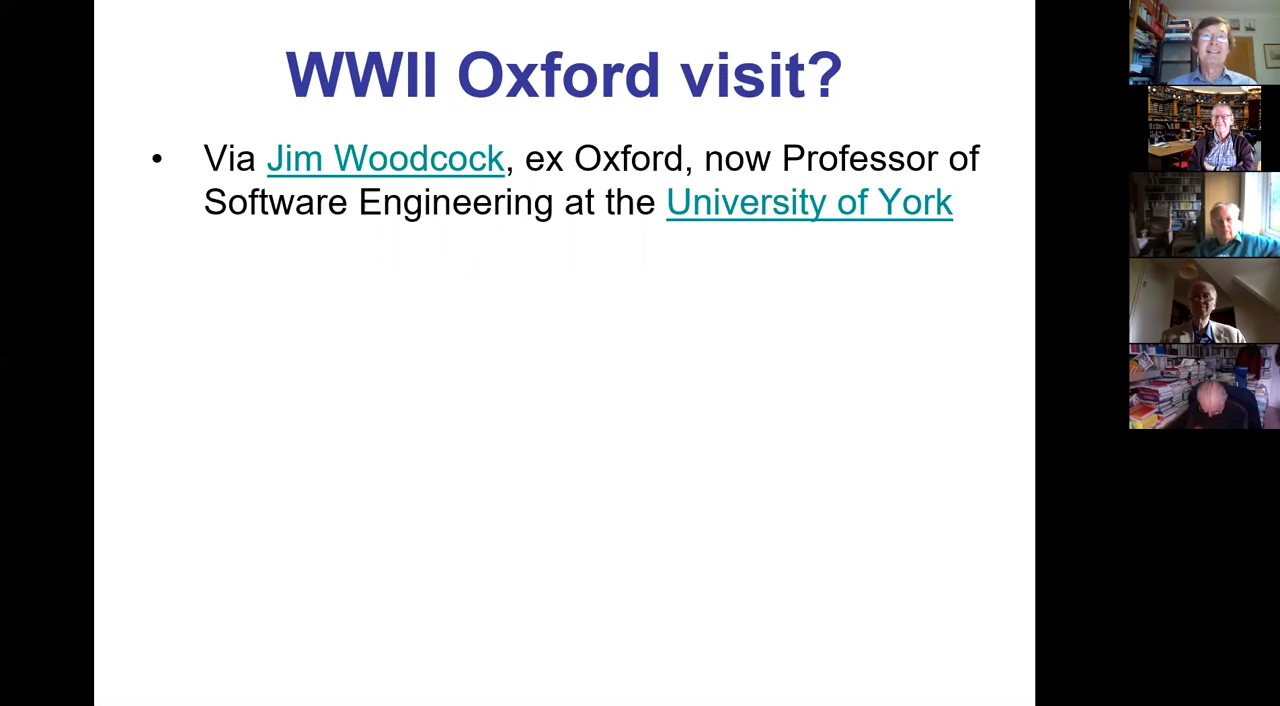 WWII Oxford visit?
• Via Jim Woodcock, ex Oxford, now Professor of
Software Engineering at the University of York